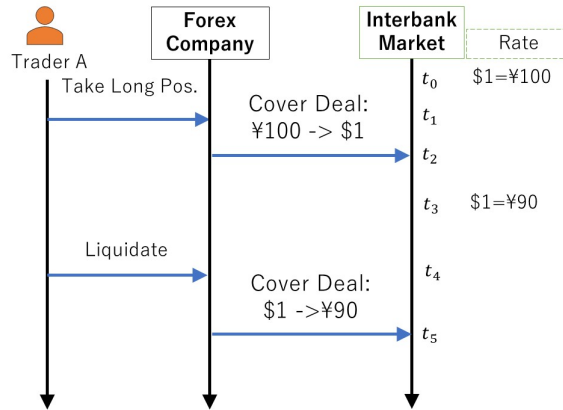 Trader A
Forex
Company
Interbank
Market
Rate
t₀ $1=¥100
Take Long Pos.
Cover Deal:
¥100 -> $1
t₁
t₂
t₃ $1=¥90
Liquidate
Cover Deal:
$1 ->¥90
t₄
t₅